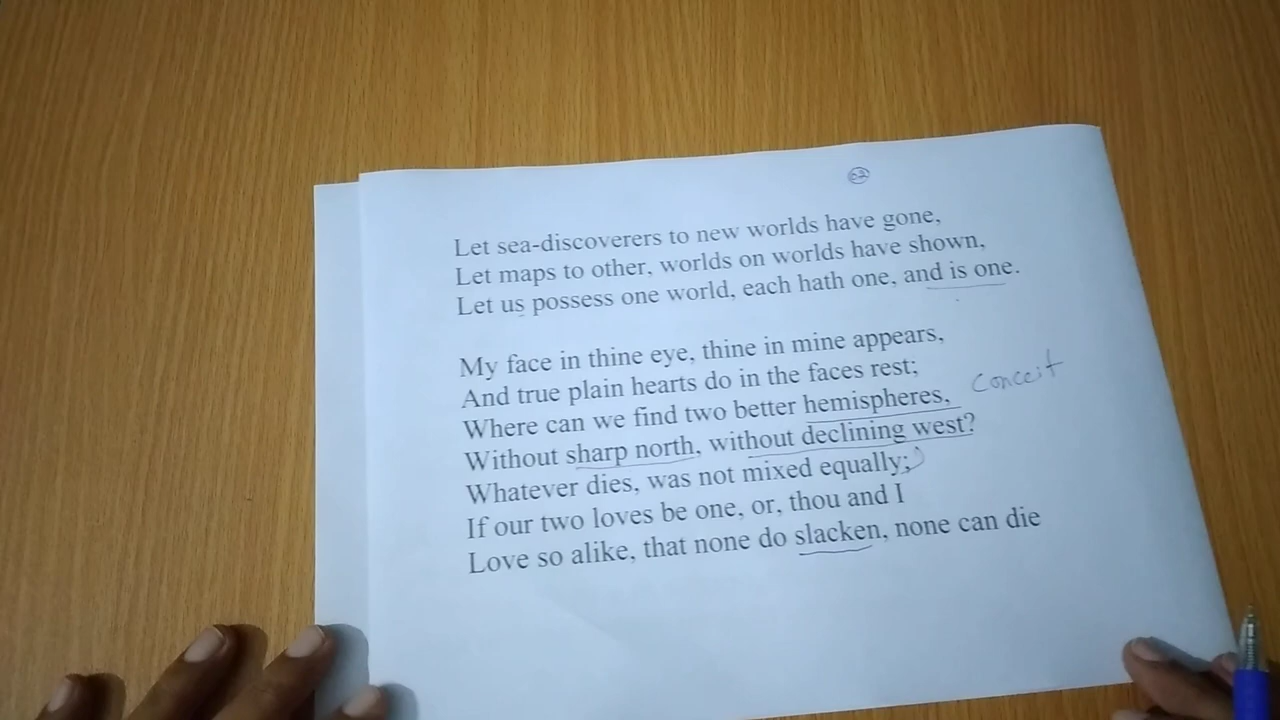 02
Let sea-discoverers to new worlds have gone,
Let maps to other, worlds on worlds have shown,
Let us possess one world, each hath one, and is one.
My face in thine eye, thine in mine appears,
And true plain hearts do in the faces rest;
Where can we find two better hemispheres, Conceit
Without sharp north, without declining west?
Whatever dies, was not mixed equally;
If our two loves be one, or, thou and I
Love so alike, that none do slacken, none can die